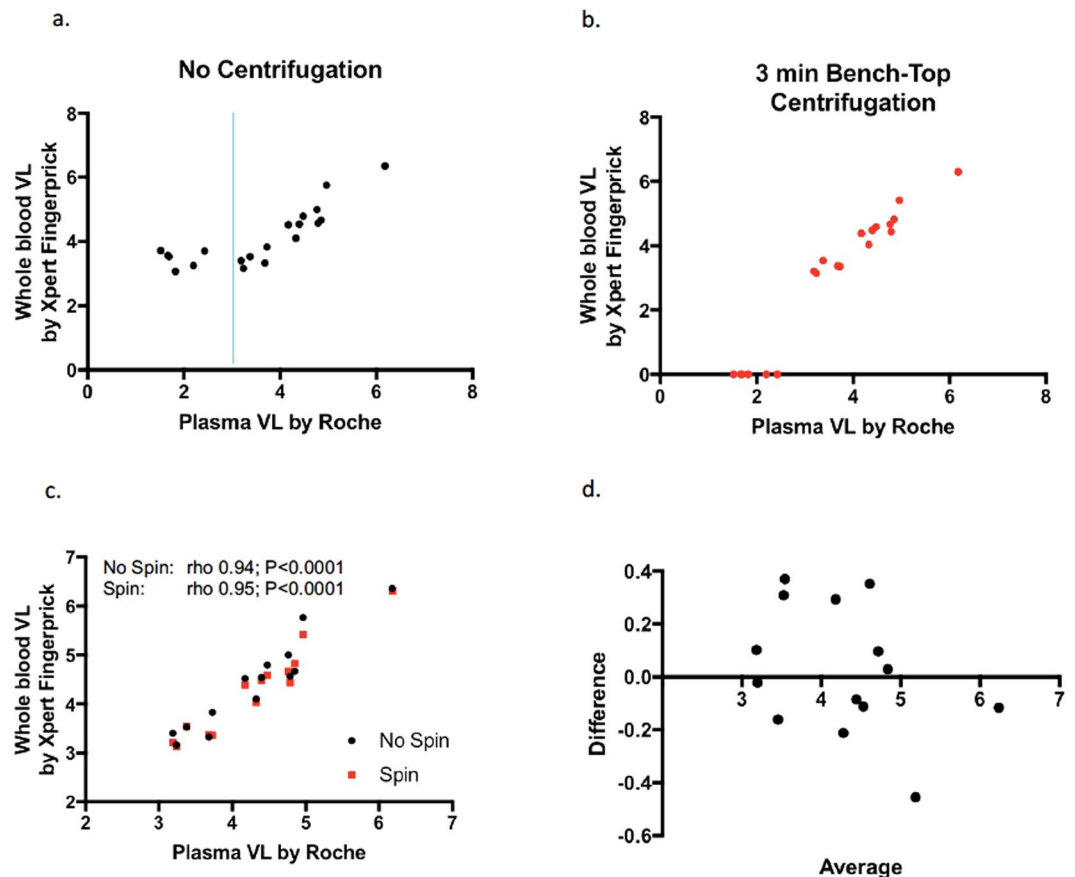 a.
No Centrifugation
Whole blood VL
by Xpert Fingerprick
8
6
4
2
0
0 2 4 6 8
Plasma VL by Roche
b.
3 min Bench-Top
Centrifugation
Whole blood VL
by Xpert Fingerprick
8
6
4
2
0
0 2 4 6 8
Plasma VL by Roche
c.
No Spin: rho 0.94; P<0.0001
Spin: rho 0.95; P<0.0001
Whole blood VL
by Xpert Fingerprick
7
6
5
4
3
2
No Spin
Spin
2 3 4 5 6 7
Plasma VL by Roche
d.
Difference
0.4
0.2
0.0
-0.2
-0.4
-0.6
3 4 5 6 7
Average